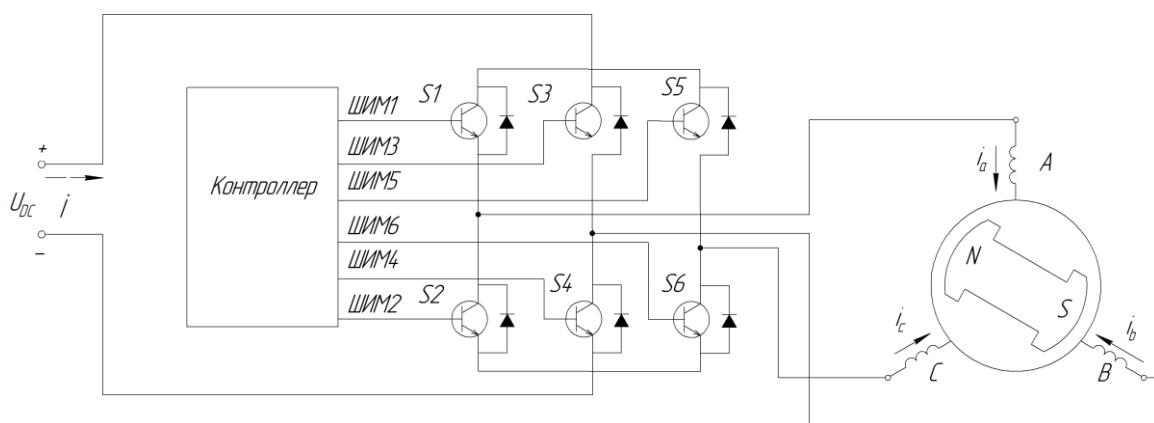 ШИМ1
S1
S3
S5
ШИМ3
ШИМ5
Контроллер
+
U_DC
i
−
ШИМ6
ШИМ4
ШИМ2
S2
S4
S6
i_a
A
N
S
i_c
C
i_b
B